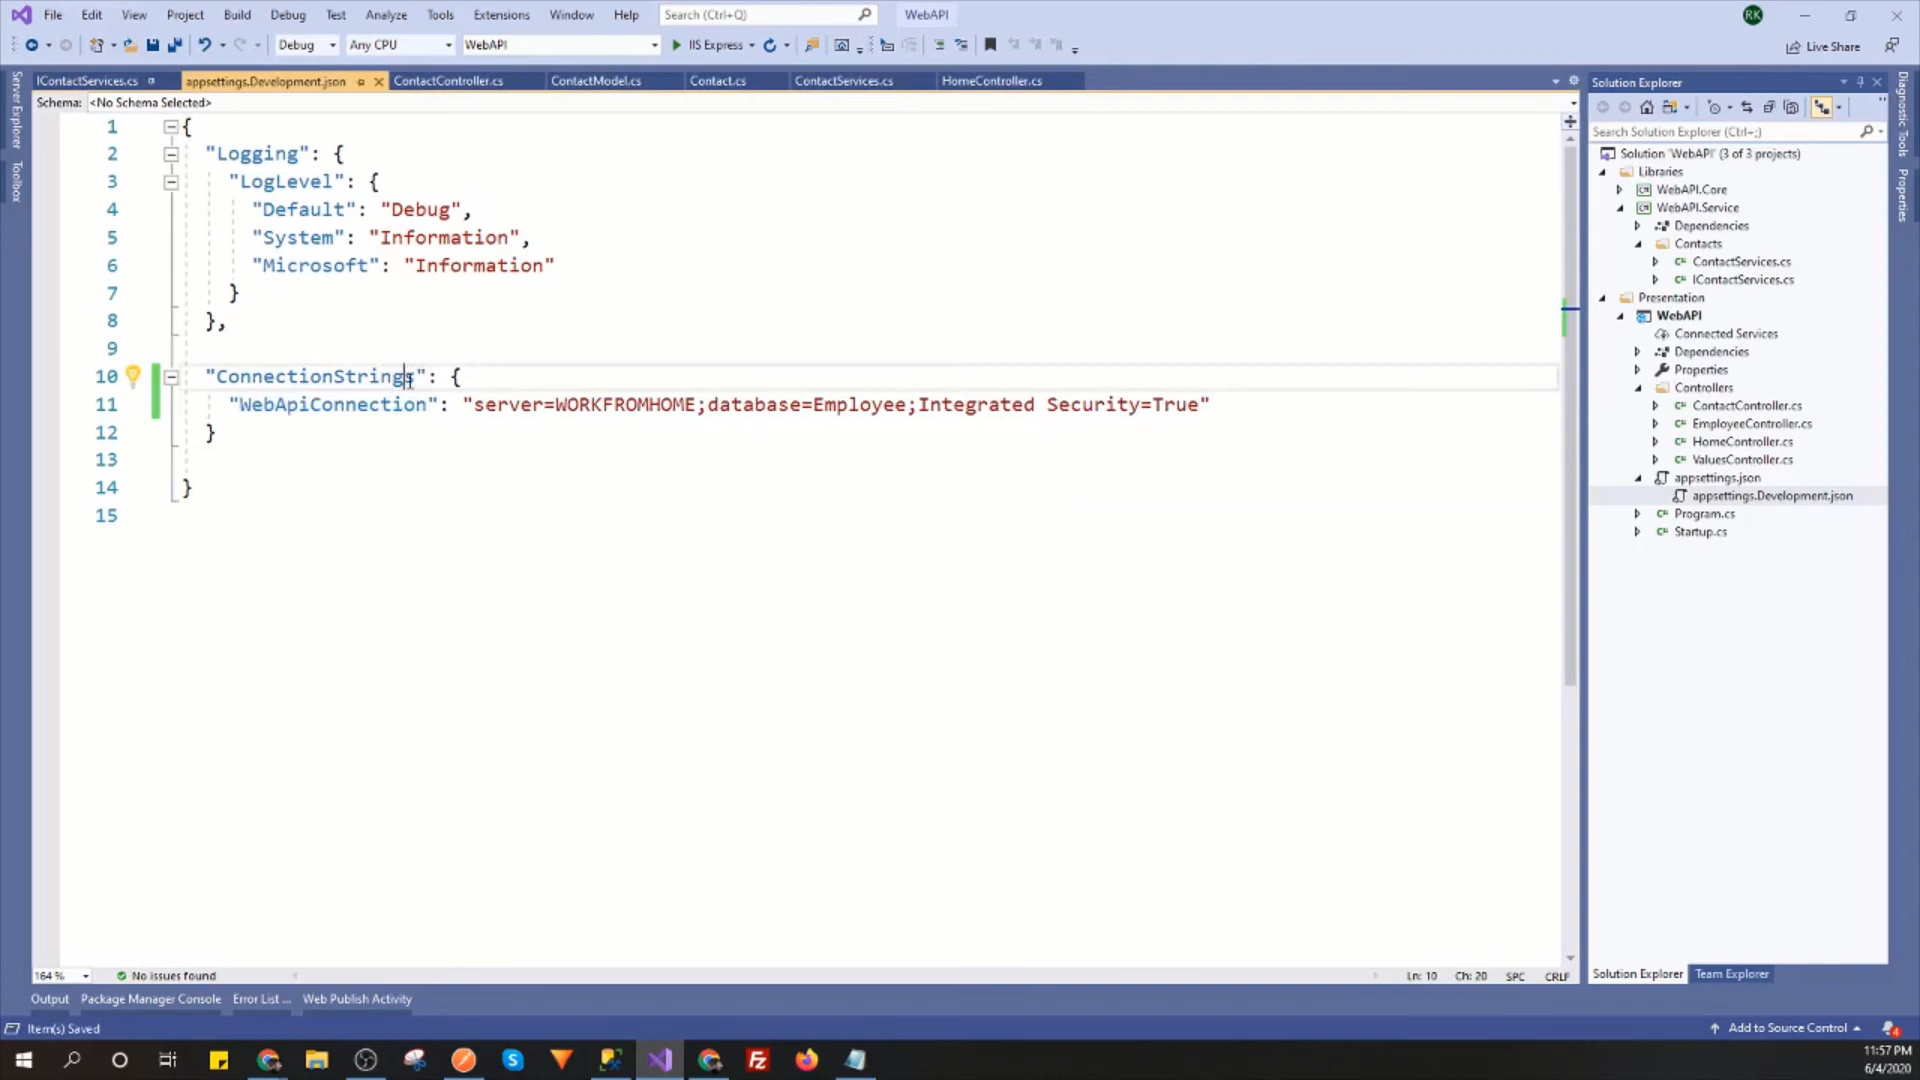 File Edit View Project Build Debug Test Analyze Tools Extensions Window Help Search (Ctrl+Q) WebAPI RK
Debug Any CPU WebAPI IIS Express Live Share
IContactServices.cs appsettings.Development.json ContactController.cs ContactModel.cs Contact.cs ContactServices.cs HomeController.cs
Schema: <No Schema Selected>
Server Explorer
Toolbox
1 {
2 "Logging": {
3 "LogLevel": {
4 "Default": "Debug",
5 "System": "Information",
6 "Microsoft": "Information"
7 }
8 },
9
10 "ConnectionStrings": {
11 "WebApiConnection": "server=WORKFROMHOME;database=Employee;Integrated Security=True"
12 }
13
14 }
15
Solution Explorer
Search Solution Explorer (Ctrl+;)
Solution 'WebAPI' (3 of 3 projects)
Libraries
WebAPI.Core
WebAPI.Service
Dependencies
Contacts
C# ContactServices.cs
C# IContactServices.cs
Presentation
WebAPI
Connected Services
Dependencies
Properties
Controllers
C# ContactController.cs
C# EmployeeController.cs
C# HomeController.cs
C# ValuesController.cs
appsettings.json
appsettings.Development.json
C# Program.cs
C# Startup.cs
Diagnostic Tools
Properties
164 % No issues found Ln: 10 Ch: 20 SPC CRLF
Solution Explorer Team Explorer
Output Package Manager Console Error List ... Web Publish Activity
Item(s) Saved Add to Source Control 4
11:57 PM
6/4/2020